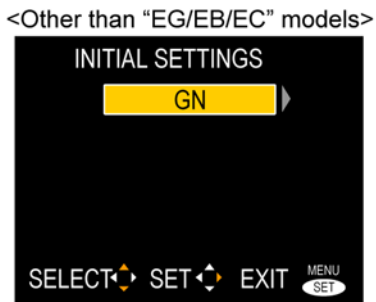 <Other than “EG/EB/EC” models>
INITIAL SETTINGS
GN
SELECT SET EXIT MENU
SET